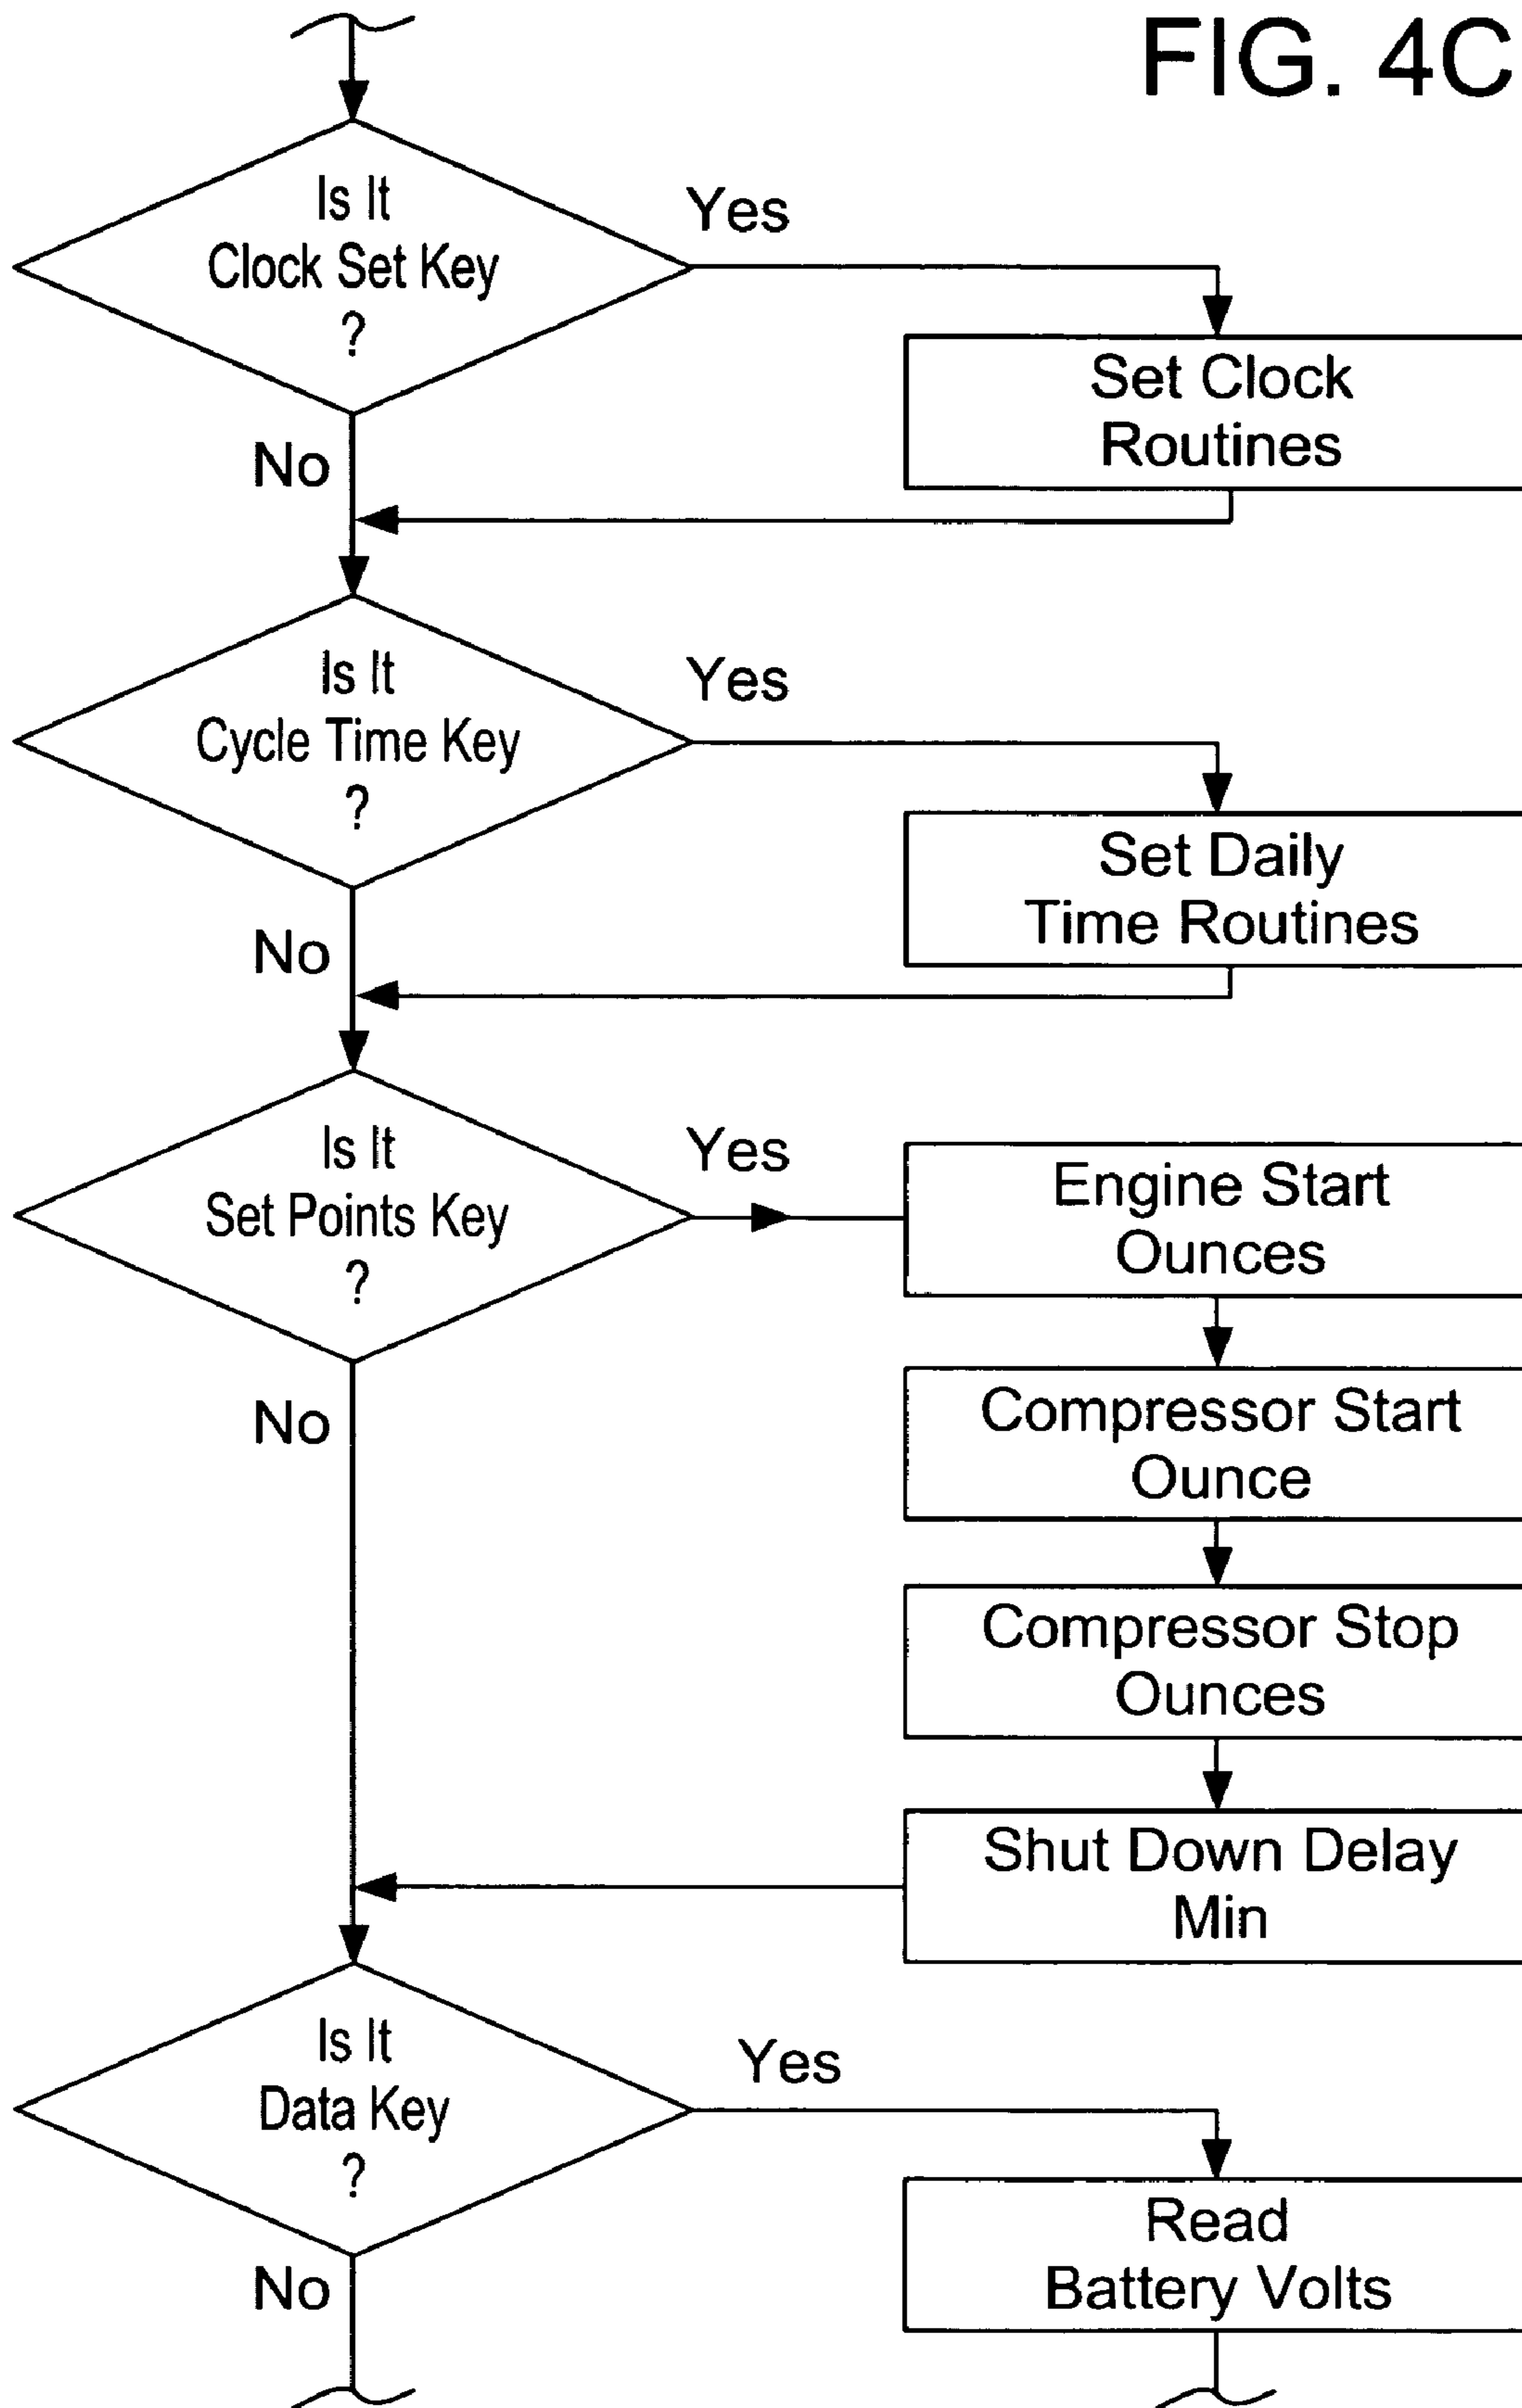 FIG. 4C
Is It
Clock Set Key
?
Yes
Set Clock
Routines
No
Is It
Cycle Time Key
?
Yes
Set Daily
Time Routines
No
Is It
Set Points Key
?
Yes
Engine Start
Ounces
Compressor Start
Ounce
Compressor Stop
Ounces
Shut Down Delay
Min
No
Is It
Data Key
?
Yes
Read
Battery Volts
No